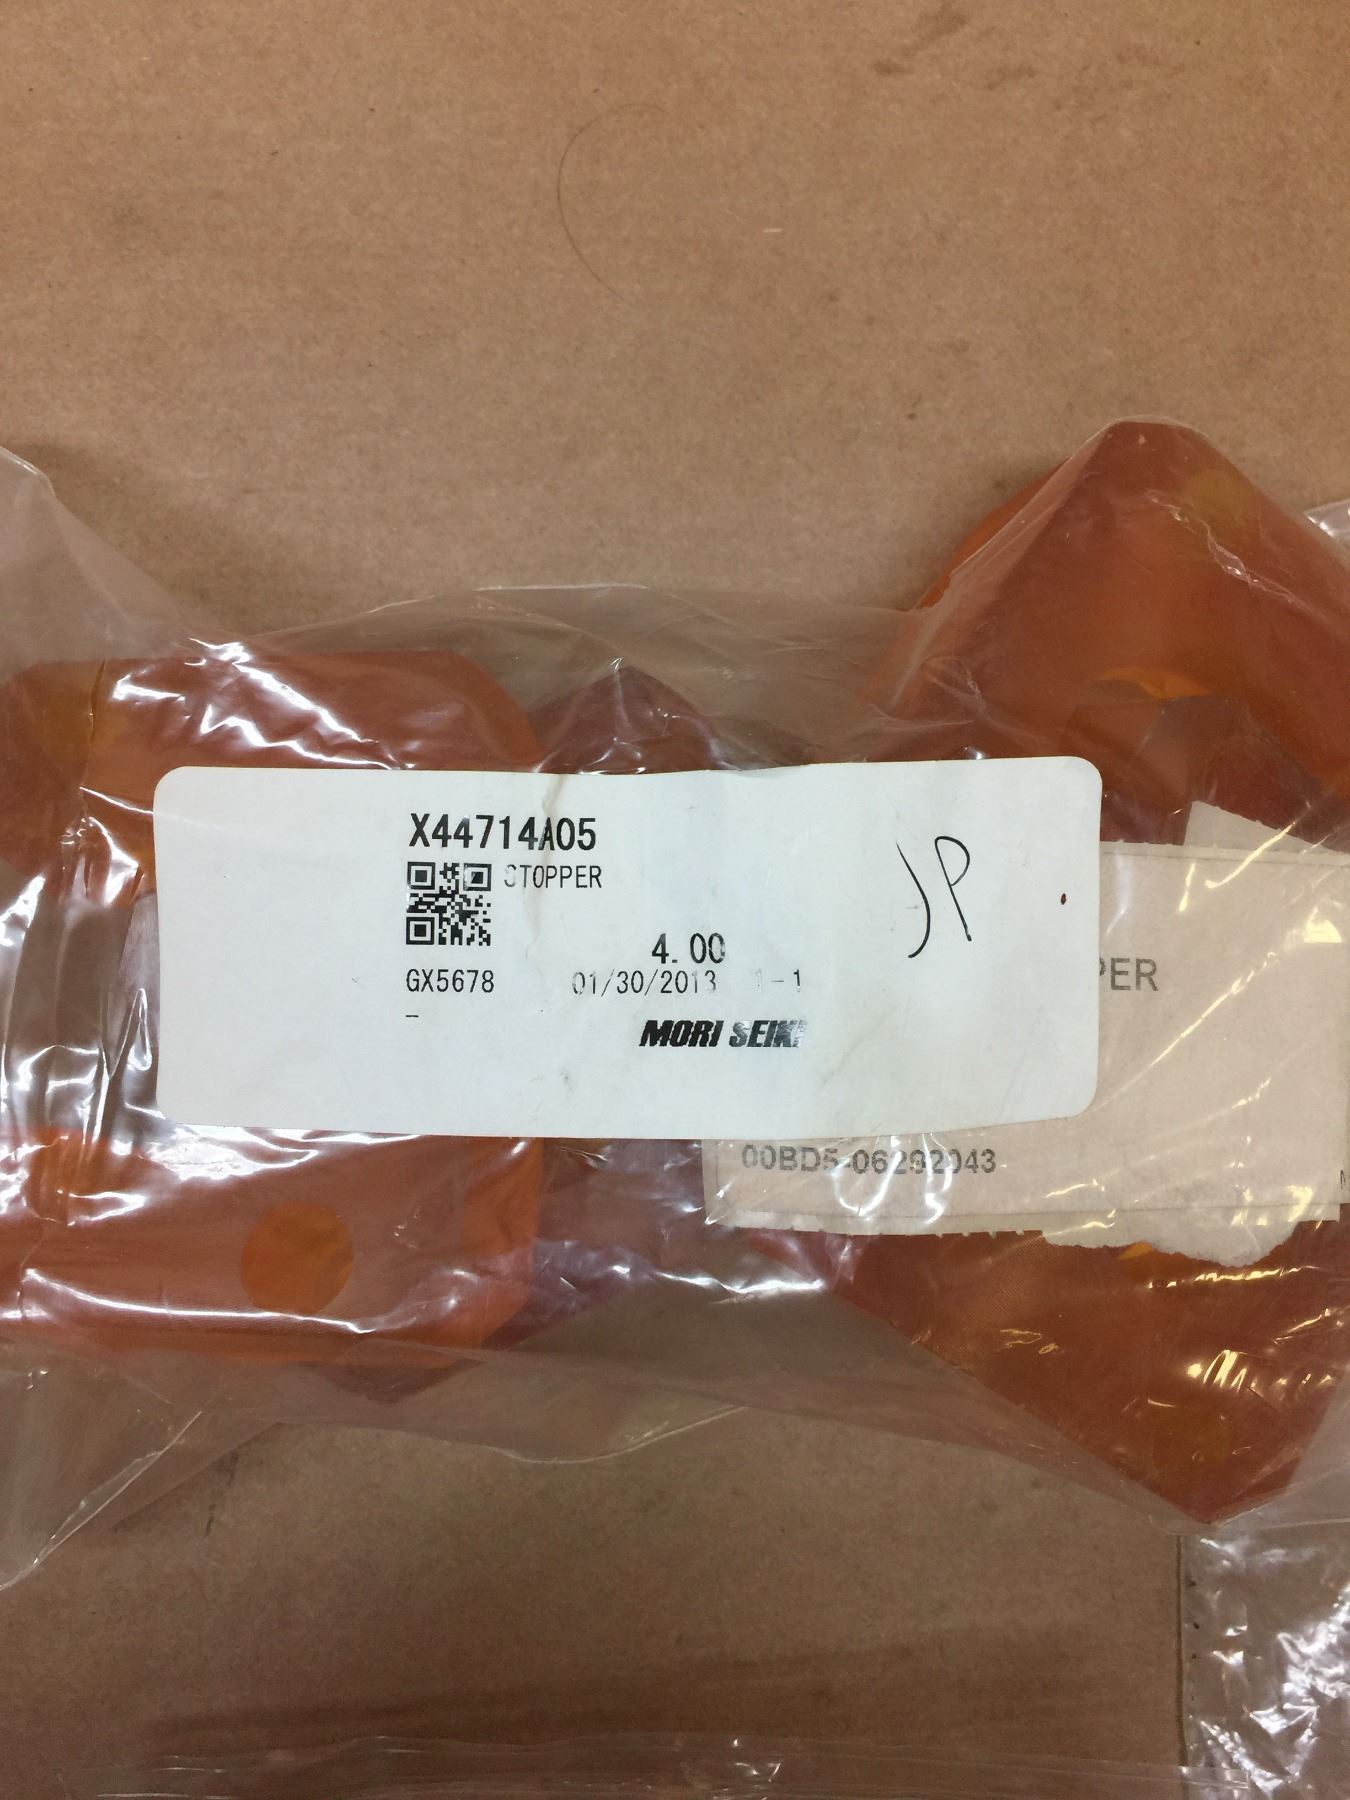 X44714A05
STOPPER
4.00
GX5678 01/30/2013 1-1
-
MORI SEIKI
JP
PER
00BD5-06292043